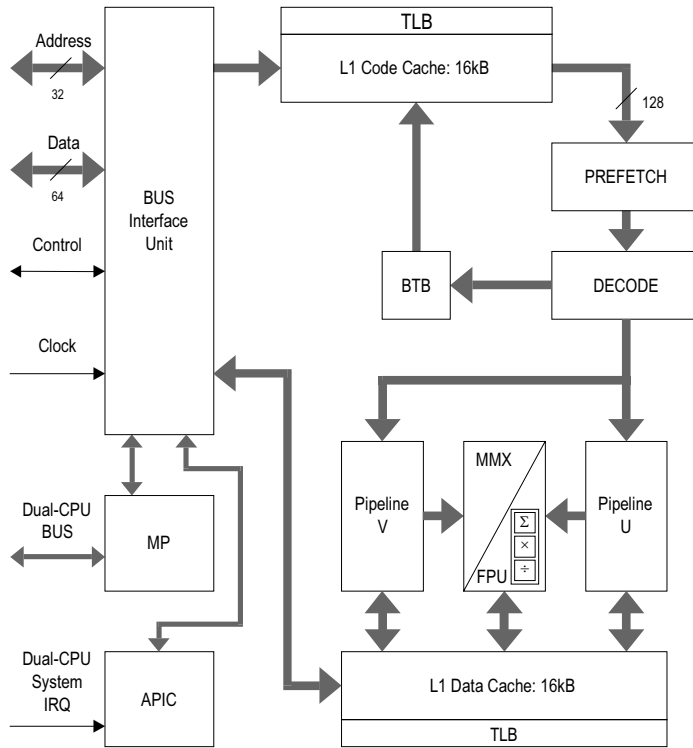 TLB
Address
L1 Code Cache: 16kB
32
128
Data
PREFETCH
64
BUS
Interface
Unit
Control
BTB
DECODE
Clock
MMX
Pipeline
V
Pipeline
U
Σ
×
÷
FPU
Dual-CPU
BUS
MP
Dual-CPU
System
IRQ
APIC
L1 Data Cache: 16kB
TLB